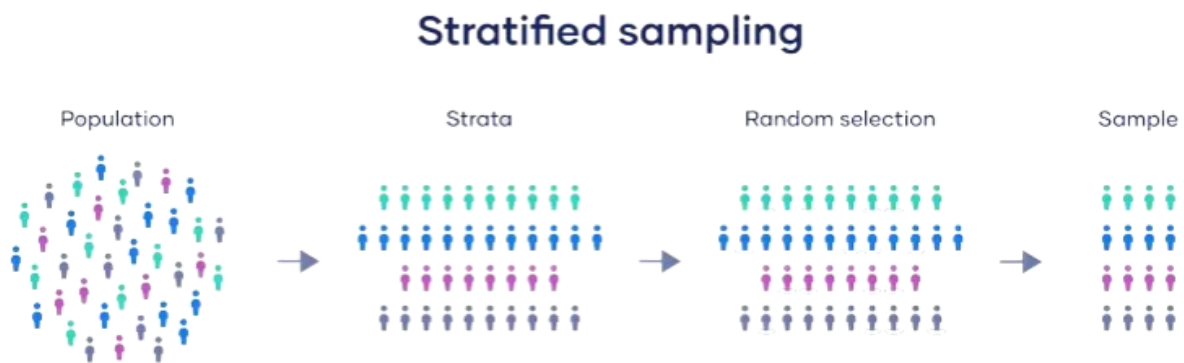 Stratified sampling
Population
Strata
Random selection
Sample